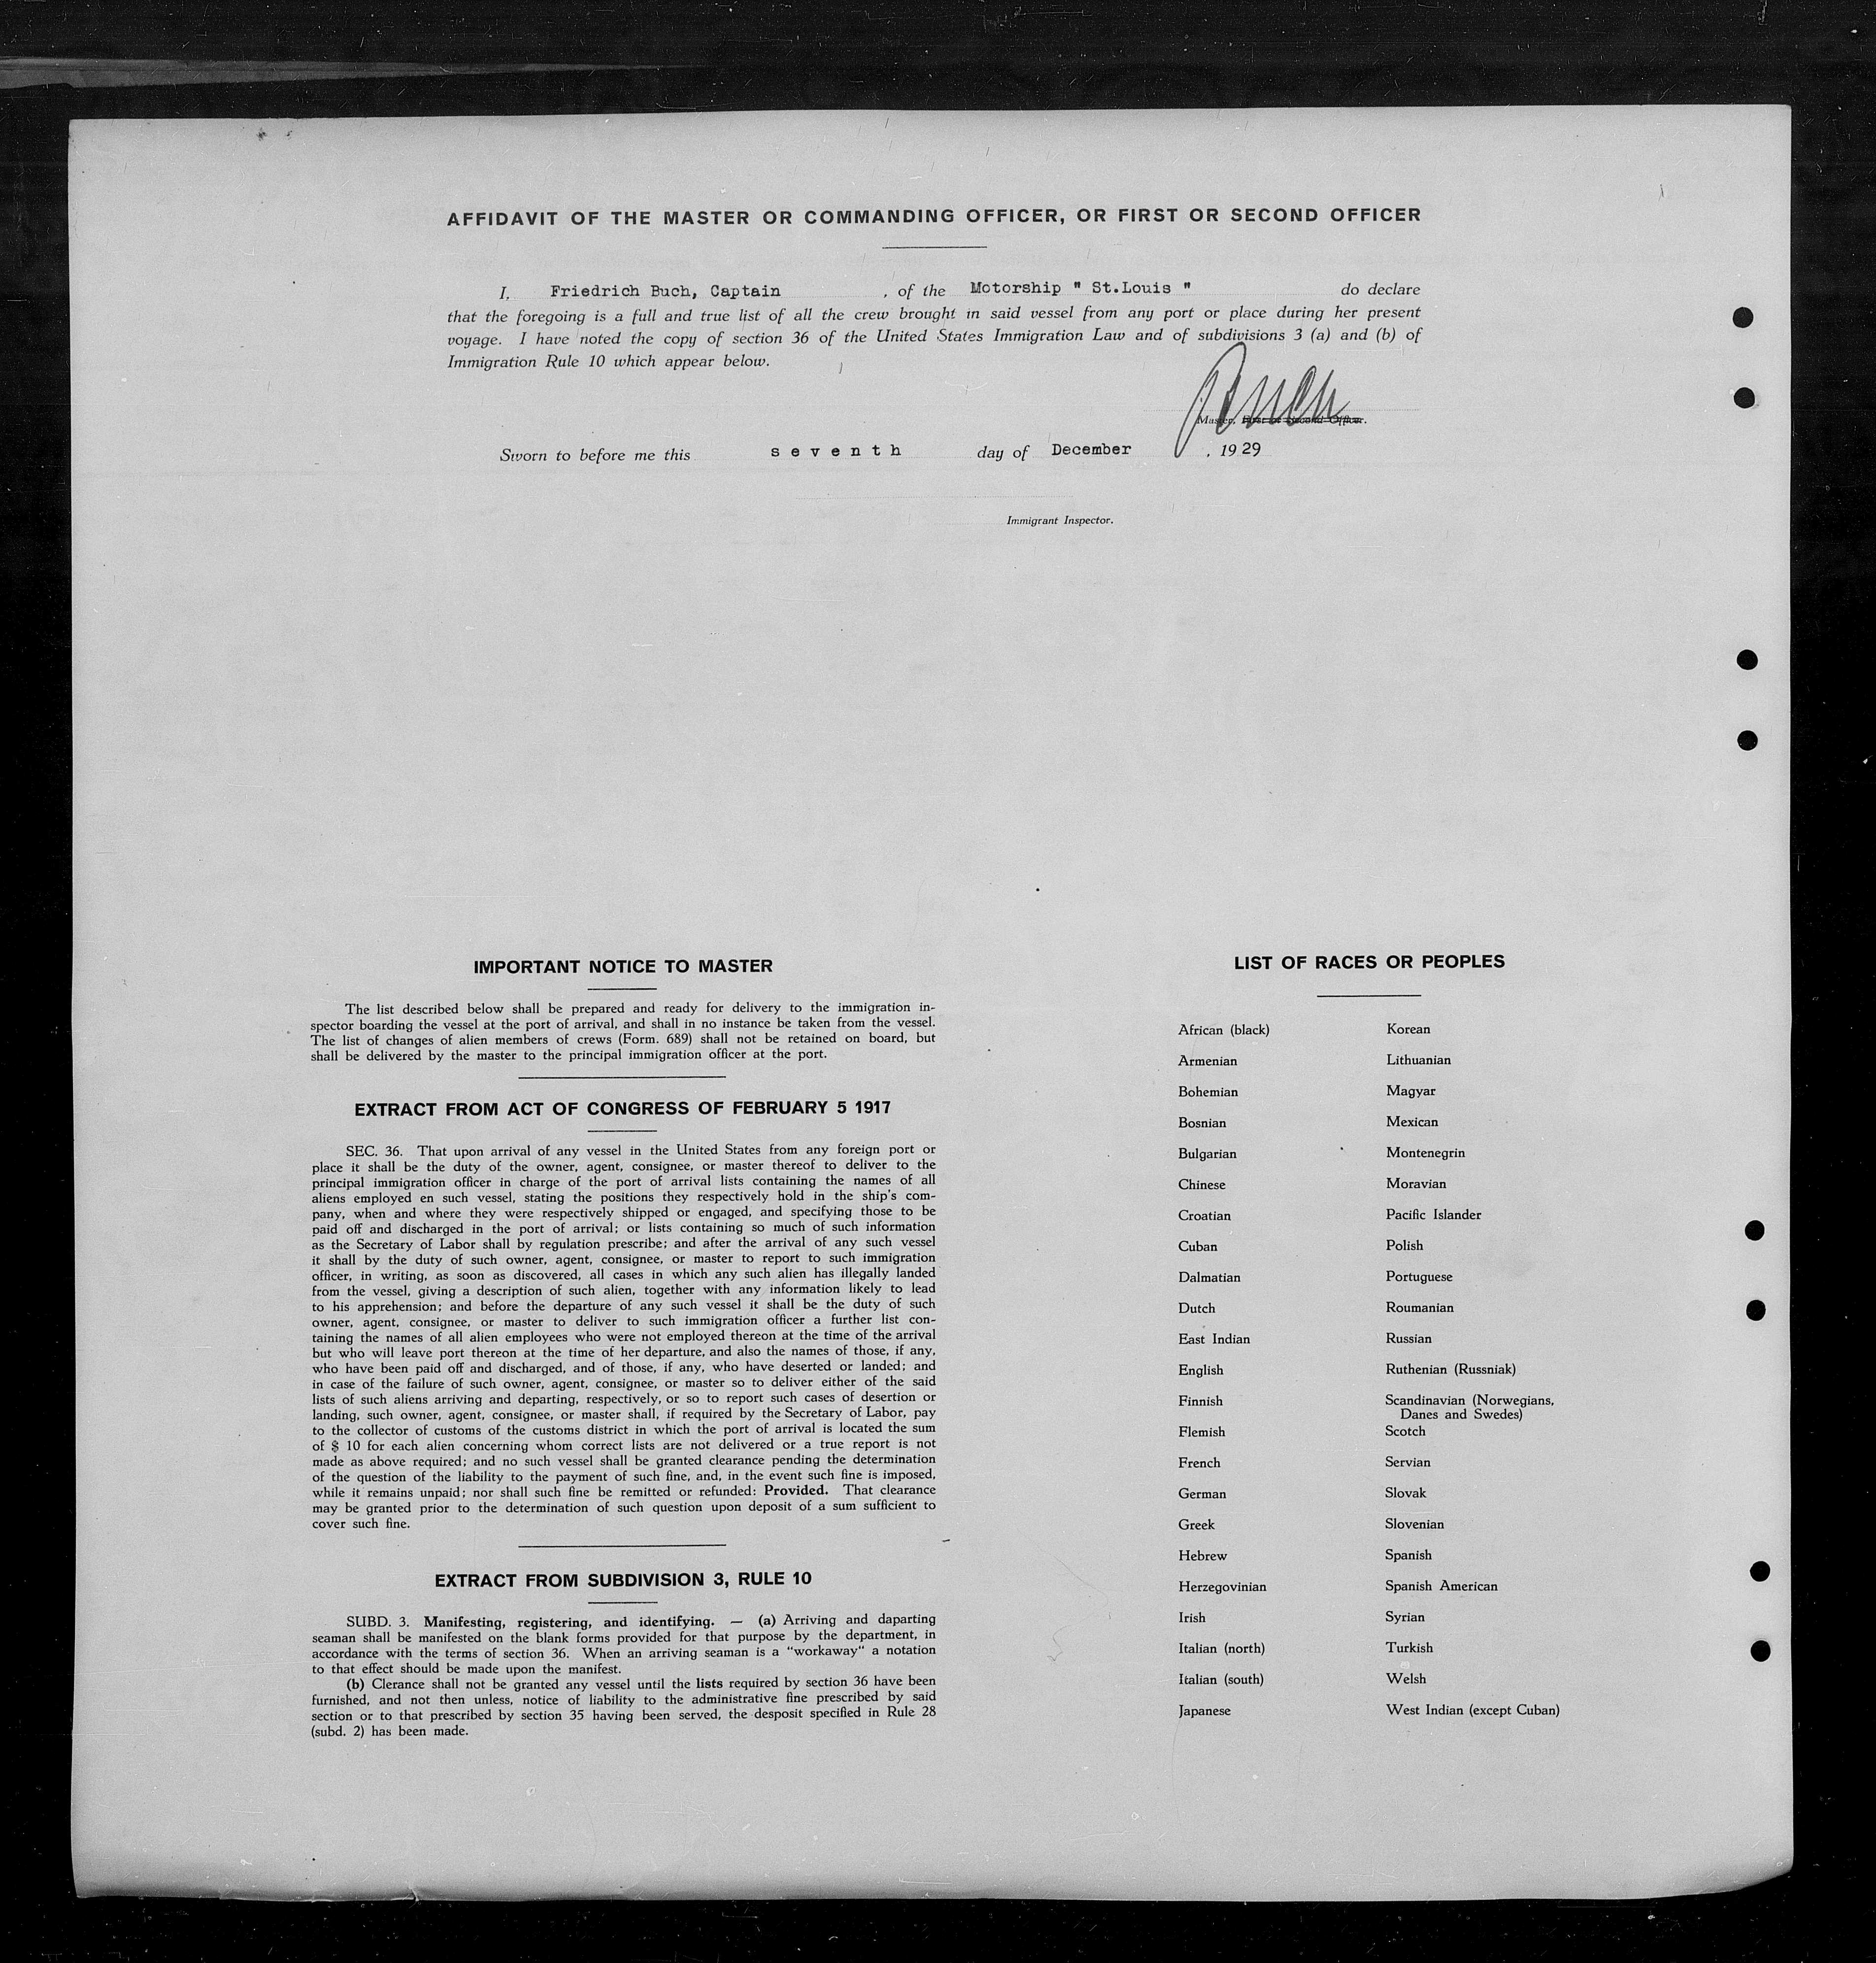 AFFIDAVIT OF THE MASTER OR COMMANDING OFFICER, OR FIRST OR SECOND OFFICER
I, Friedrich Buch, Captain , of the Motorship " St.Louis " do declare
that the foregoing is a full and true list of all the crew brought in said vessel from any port or place during her present
voyage. I have noted the copy of section 36 of the United States Immigration Law and of subdivisions 3 (a) and (b) of
Immigration Rule 10 which appear below.
Buch
Master, First or Second Officer.
Sworn to before me this seventh day of December , 1929
Immigrant Inspector.
IMPORTANT NOTICE TO MASTER
The list described below shall be prepared and ready for delivery to the immigration in-
spector boarding the vessel at the port of arrival, and shall in no instance be taken from the vessel.
The list of changes of alien members of crews (Form. 689) shall not be retained on board, but
shall be delivered by the master to the principal immigration officer at the port.
EXTRACT FROM ACT OF CONGRESS OF FEBRUARY 5 1917
SEC. 36. That upon arrival of any vessel in the United States from any foreign port or
place it shall be the duty of the owner, agent, consignee, or master thereof to deliver to the
principal immigration officer in charge of the port of arrival lists containing the names of all
aliens employed en such vessel, stating the positions they respectively hold in the ship's com-
pany, when and where they were respectively shipped or engaged, and specifying those to be
paid off and discharged in the port of arrival; or lists containing so much of such information
as the Secretary of Labor shall by regulation prescribe; and after the arrival of any such vessel
it shall by the duty of such owner, agent, consignee, or master to report to such immigration
officer, in writing, as soon as discovered, all cases in which any such alien has illegally landed
from the vessel, giving a description of such alien, together with any information likely to lead
to his apprehension; and before the departure of any such vessel it shall be the duty of such
owner, agent, consignee, or master to deliver to such immigration officer a further list con-
taining the names of all alien employees who were not employed thereon at the time of the arrival
but who will leave port thereon at the time of her departure, and also the names of those, if any,
who have been paid off and discharged, and of those, if any, who have deserted or landed; and
in case of the failure of such owner, agent, consignee, or master so to deliver either of the said
lists of such aliens arriving and departing, respectively, or so to report such cases of desertion or
landing, such owner, agent, consignee, or master shall, if required by the Secretary of Labor, pay
to the collector of customs of the customs district in which the port of arrival is located the sum
of $ 10 for each alien concerning whom correct lists are not delivered or a true report is not
made as above required; and no such vessel shall be granted clearance pending the determination
of the question of the liability to the payment of such fine, and, in the event such fine is imposed,
while it remains unpaid; nor shall such fine be remitted or refunded: Provided. That clearance
may be granted prior to the determination of such question upon deposit of a sum sufficient to
cover such fine.
EXTRACT FROM SUBDIVISION 3, RULE 10
SUBD. 3. Manifesting, registering, and identifying. — (a) Arriving and daparting
seaman shall be manifested on the blank forms provided for that purpose by the department, in
accordance with the terms of section 36. When an arriving seaman is a "workaway" a notation
to that effect should be made upon the manifest.
(b) Clerance shall not be granted any vessel until the lists required by section 36 have been
furnished, and not then unless, notice of liability to the administrative fine prescribed by said
section or to that prescribed by section 35 having been served, the desposit specified in Rule 28
(subd. 2) has been made.
LIST OF RACES OR PEOPLES
African (black)
Armenian
Bohemian
Bosnian
Bulgarian
Chinese
Croatian
Cuban
Dalmatian
Dutch
East Indian
English
Finnish
Flemish
French
German
Greek
Hebrew
Herzegovinian
Irish
Italian (north)
Italian (south)
Japanese
Korean
Lithuanian
Magyar
Mexican
Montenegrin
Moravian
Pacific Islander
Polish
Portuguese
Roumanian
Russian
Ruthenian (Russniak)
Scandinavian (Norwegians,
Danes and Swedes)
Scotch
Servian
Slovak
Slovenian
Spanish
Spanish American
Syrian
Turkish
Welsh
West Indian (except Cuban)